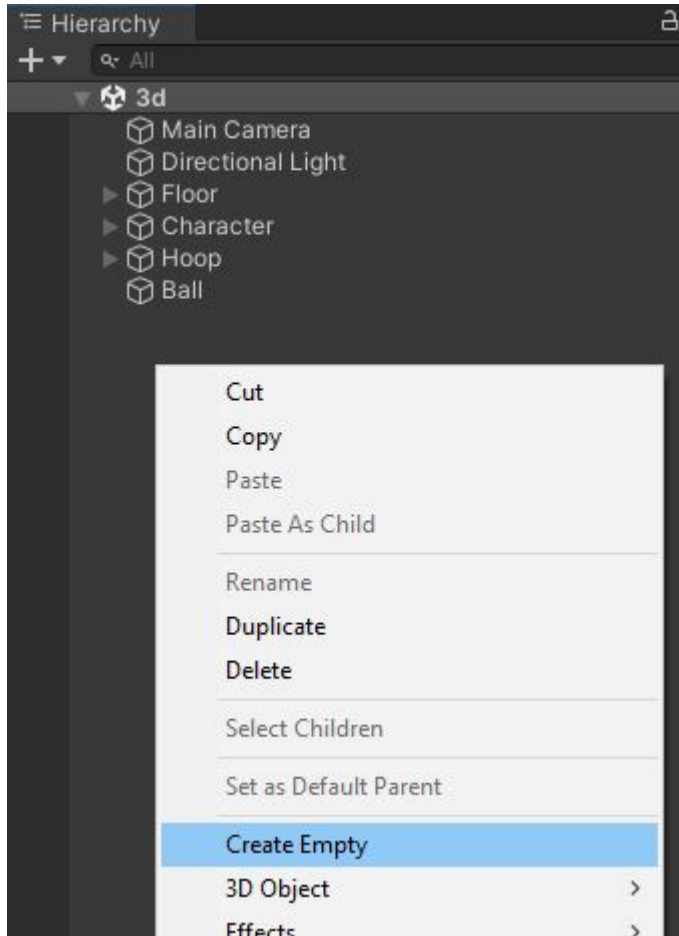 Hierarchy
All
3d
Main Camera
Directional Light
Floor
Character
Hoop
Ball
Cut
Copy
Paste
Paste As Child
Rename
Duplicate
Delete
Select Children
Set as Default Parent
Create Empty
3D Object
Effects